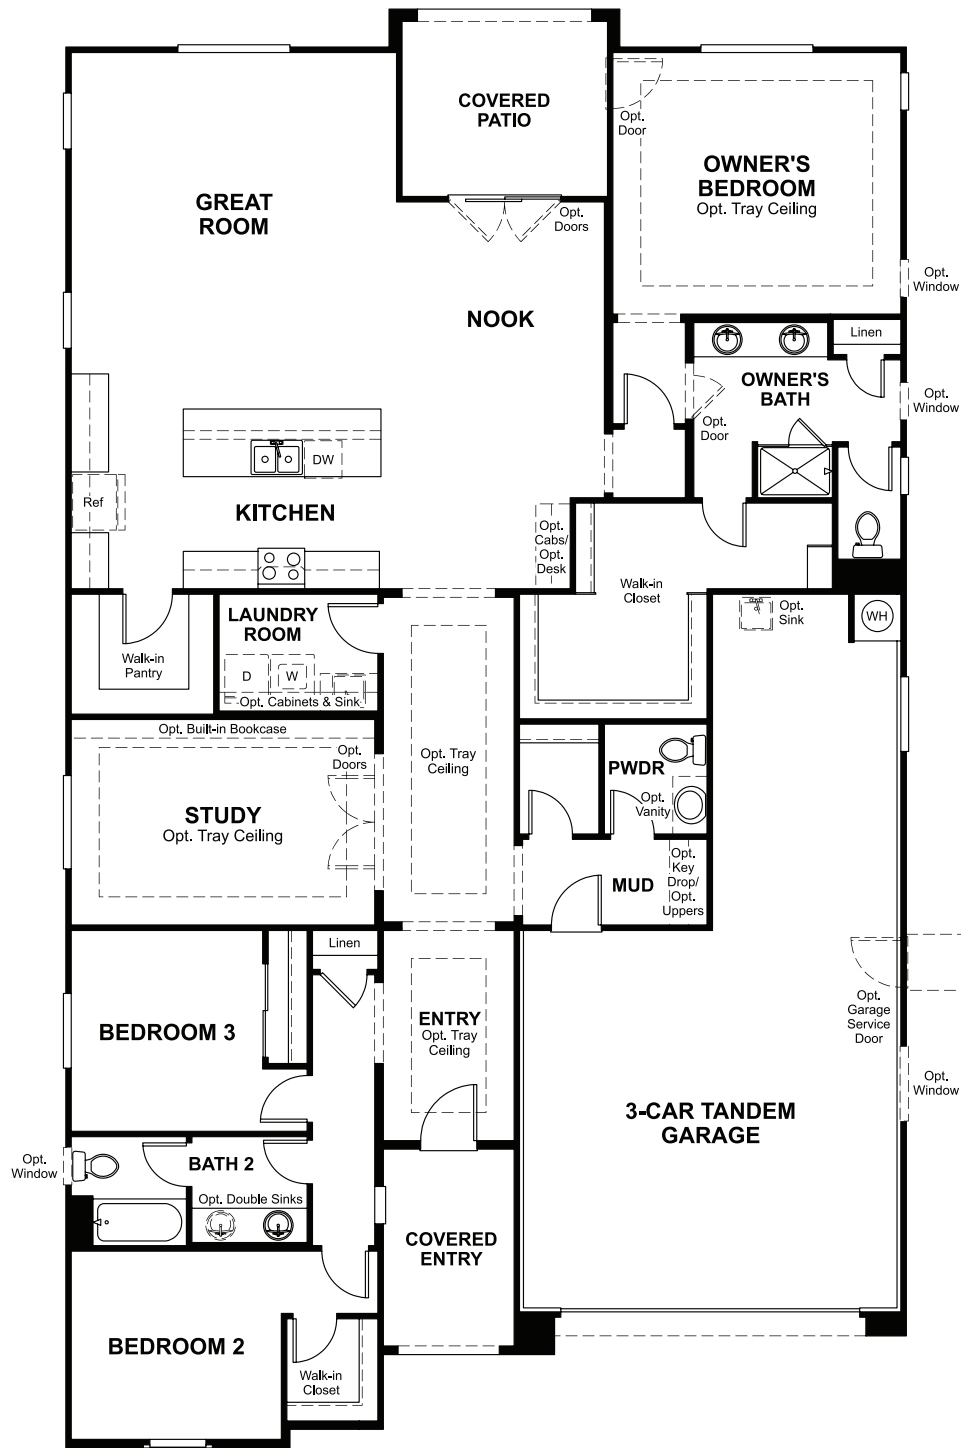 COVERED
PATIO
Opt.
Door
OWNER'S
BEDROOM
Opt. Tray Ceiling
GREAT
ROOM
Opt.
Doors
Opt.
Window
NOOK
Linen
OWNER'S
BATH
Opt.
Window
Opt.
Door
DW
Ref
KITCHEN
Opt.
Cabs/
Opt.
Desk
Walk-in
Closet
LAUNDRY
ROOM
Opt.
Sink
WH
Walk-in
Pantry
D
W
Opt. Cabinets & Sink
Opt. Built-in Bookcase
Opt.
Doors
Opt. Tray
Ceiling
STUDY
Opt. Tray Ceiling
PWDR
Opt.
Vanity
MUD
Opt.
Key
Drop/
Opt.
Uppers
Linen
BEDROOM 3
ENTRY
Opt. Tray
Ceiling
Opt.
Garage
Service
Door
Opt.
Window
3-CAR TANDEM
GARAGE
Opt.
Window
BATH 2
Opt. Double Sinks
COVERED
ENTRY
BEDROOM 2
Walk-in
Closet